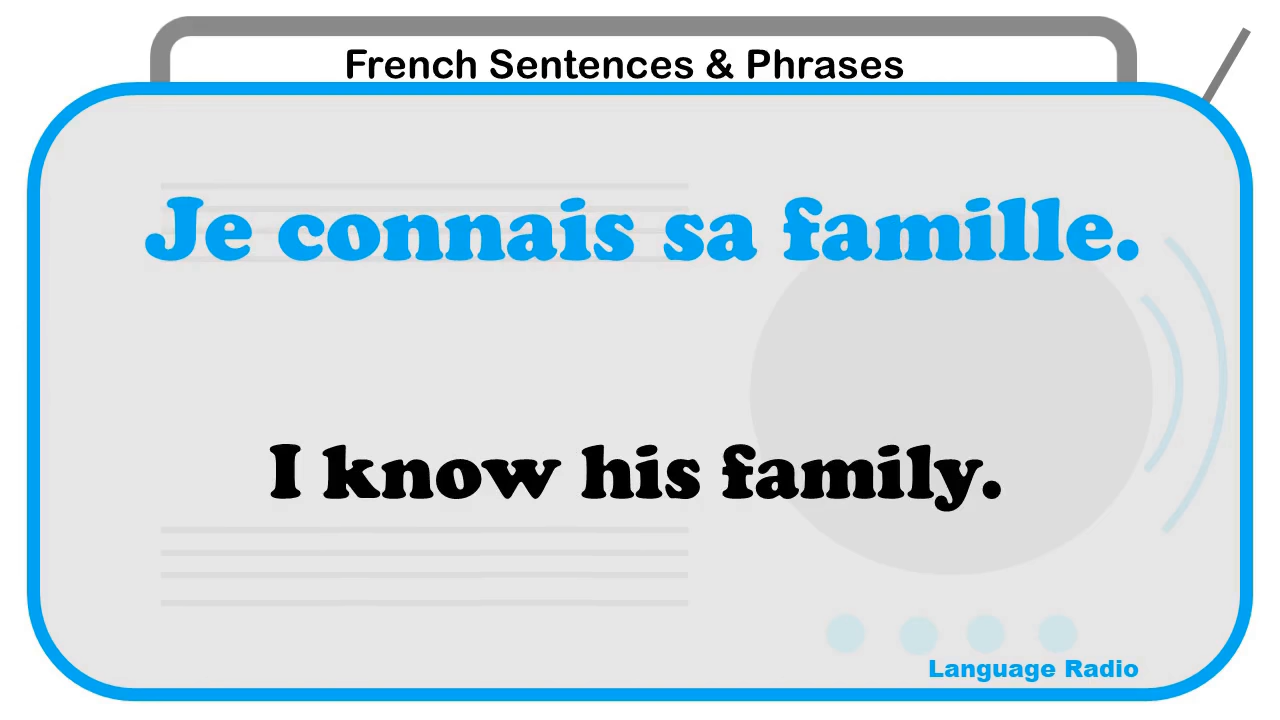 French Sentences & Phrases
Je connais sa famille.
I know his family.
Language Radio